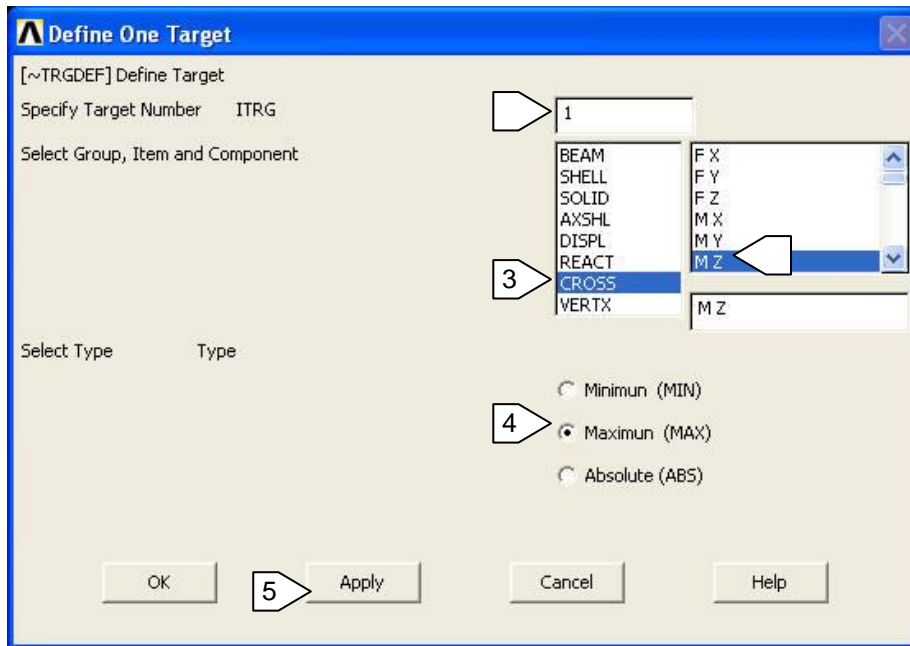 Define One Target
[~TRGDEF] Define Target
Specify Target Number ITRG
1
Select Group, Item and Component
BEAM
SHELL
SOLID
AXSHL
DISPL
REACT
CROSS
VERTX
F X
F Y
F Z
M X
M Y
M Z
3
M Z
Select Type Type
Minimun (MIN)
4
Maximun (MAX)
Absolute (ABS)
OK
5
Apply
Cancel
Help